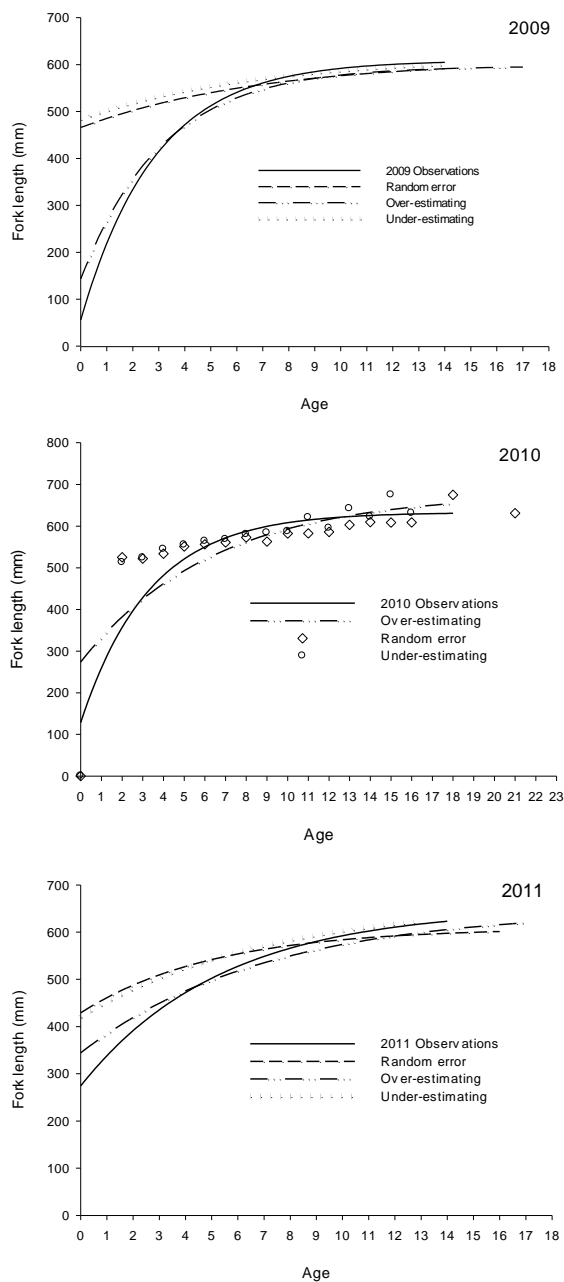 2009
700
600
500
400
300
200
100
0
Fork length (mm)
2009 Observations
Random error
Over-estimating
Under-estimating
0 1 2 3 4 5 6 7 8 9 10 11 12 13 14 15 16 17 18
Age
2010
800
700
600
500
400
300
200
100
0
Fork length (mm)
2010 Observations
Over-estimating
Random error
Under-estimating
0 1 2 3 4 5 6 7 8 9 10 11 12 13 14 15 16 17 18 19 20 21 22 23
Age
2011
700
600
500
400
300
200
100
0
Fork length (mm)
2011 Observations
Random error
Over-estimating
Under-estimating
0 1 2 3 4 5 6 7 8 9 10 11 12 13 14 15 16 17 18
Age